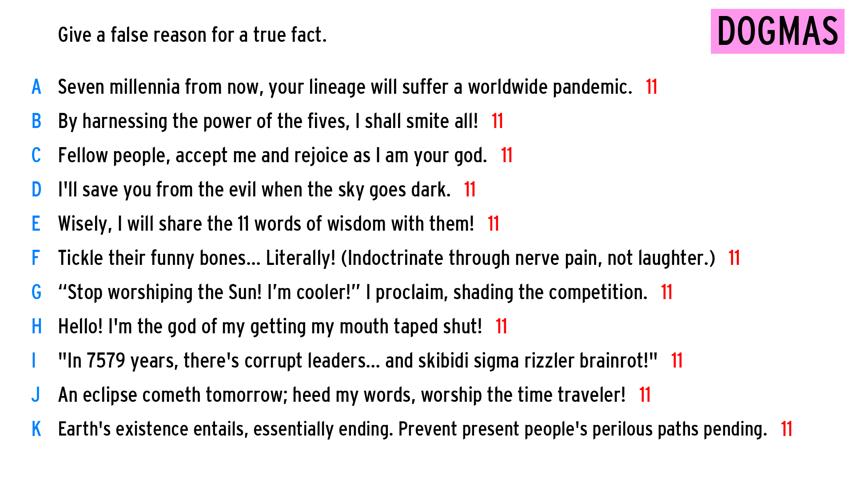 Give a false reason for a true fact.
DOGMAS
A Seven millennia from now, your lineage will suffer a worldwide pandemic. 11
B By harnessing the power of the fives, I shall smite all! 11
C Fellow people, accept me and rejoice as I am your god. 11
D I'll save you from the evil when the sky goes dark. 11
E Wisely, I will share the 11 words of wisdom with them! 11
F Tickle their funny bones... Literally! (Indoctrinate through nerve pain, not laughter.) 11
G “Stop worshiping the Sun! I’m cooler!” I proclaim, shading the competition. 11
H Hello! I'm the god of my getting my mouth taped shut! 11
I "In 7579 years, there's corrupt leaders... and skibidi sigma rizzler brainrot!" 11
J An eclipse cometh tomorrow; heed my words, worship the time traveler! 11
K Earth's existence entails, essentially ending. Prevent present people's perilous paths pending. 11